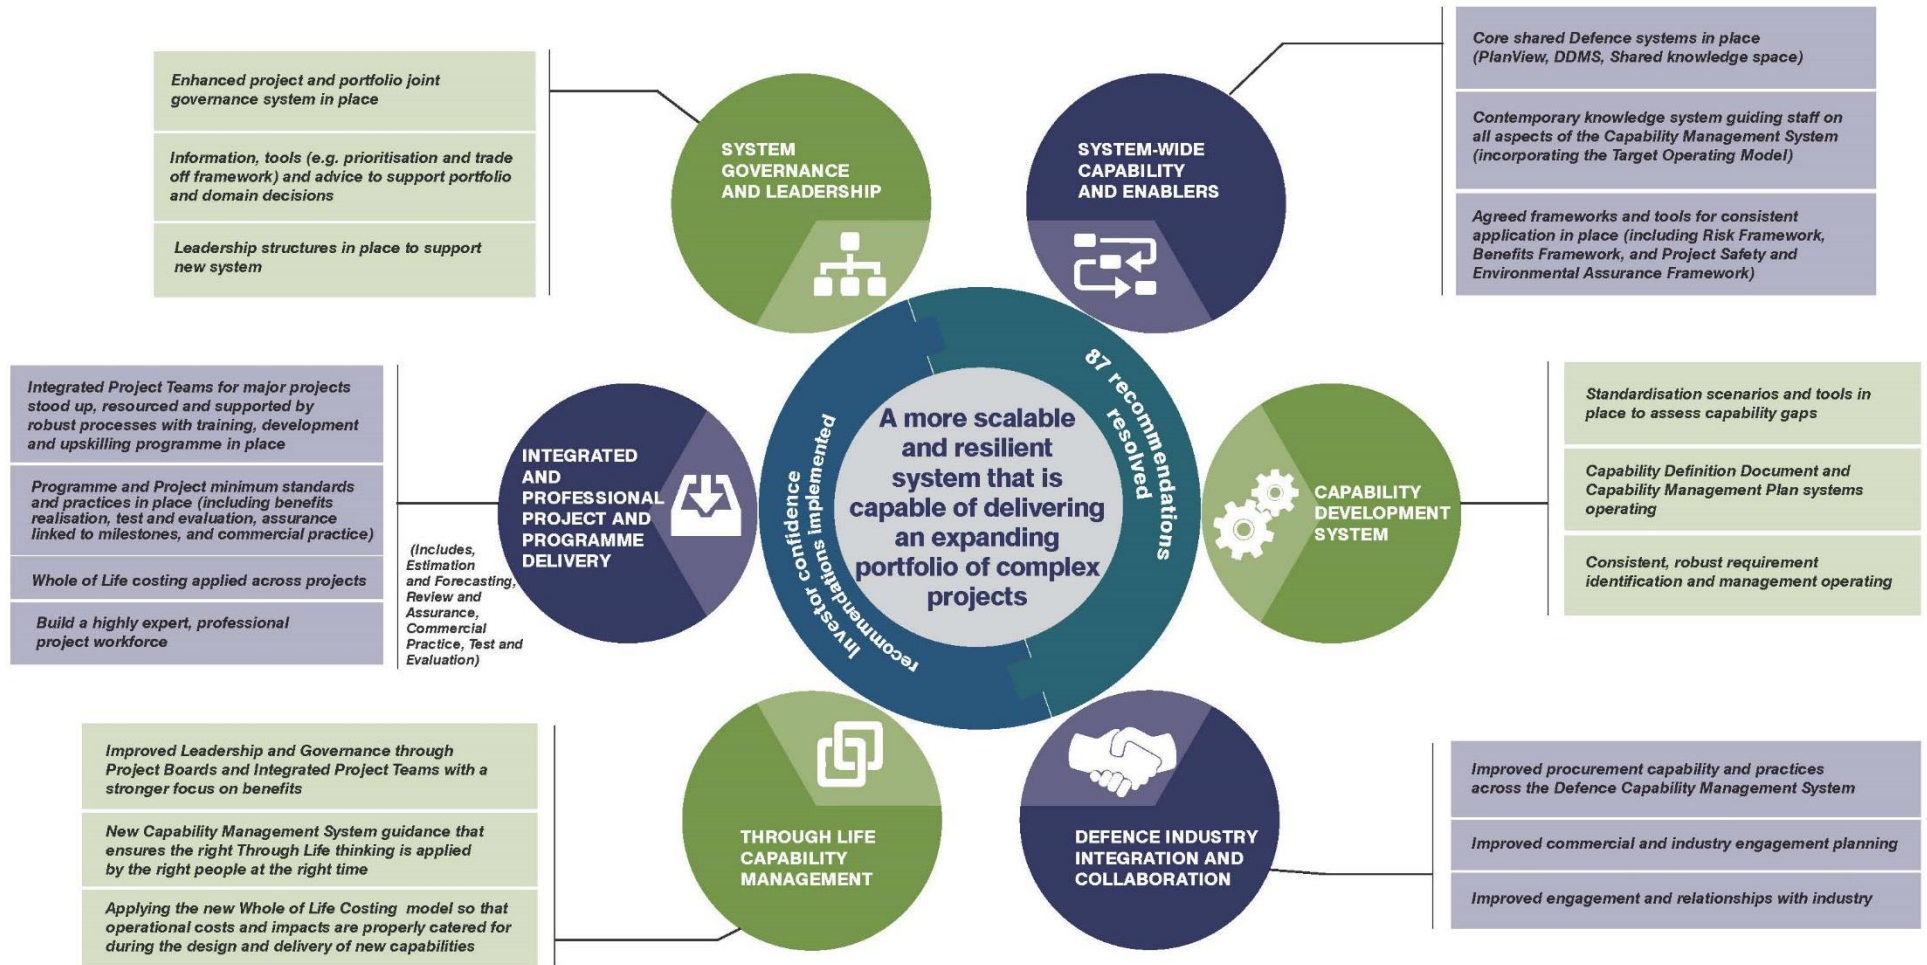 Enhanced project and portfolio joint
governance system in place
Information, tools (e.g. prioritisation and trade
off framework) and advice to support portfolio
and domain decisions
Leadership structures in place to support
new system
SYSTEM
GOVERNANCE
AND LEADERSHIP
SYSTEM-WIDE
CAPABILITY
AND ENABLERS
Core shared Defence systems in place
(PlanView, DDMS, Shared knowledge space)
Contemporary knowledge system guiding staff on
all aspects of the Capability Management System
(incorporating the Target Operating Model)
Agreed frameworks and tools for consistent
application in place (including Risk Framework,
Benefits Framework, and Project Safety and
Environmental Assurance Framework)
Integrated Project Teams for major projects
stood up, resourced and supported by
robust processes with training, development
and upskilling programme in place
Programme and Project minimum standards
and practices in place (including benefits
realisation, test and evaluation, assurance
linked to milestones, and commercial practice)
Whole of Life costing applied across projects
Build a highly expert, professional
project workforce
(Includes,
Estimation
and Forecasting,
Review and
Assurance,
Commercial
Practice, Test and
Evaluation)
INTEGRATED
AND
PROFESSIONAL
PROJECT AND
PROGRAMME
DELIVERY
Investor confidence
recommendations implemented
87 recommendations
resolved
A more scalable
and resilient
system that is
capable of delivering
an expanding
portfolio of complex
projects
CAPABILITY
DEVELOPMENT
SYSTEM
Standardisation scenarios and tools in
place to assess capability gaps
Capability Definition Document and
Capability Management Plan systems
operating
Consistent, robust requirement
identification and management operating
Improved Leadership and Governance through
Project Boards and Integrated Project Teams with a
stronger focus on benefits
New Capability Management System guidance that
ensures the right Through Life thinking is applied
by the right people at the right time
Applying the new Whole of Life Costing model so that
operational costs and impacts are properly catered for
during the design and delivery of new capabilities
THROUGH LIFE
CAPABILITY
MANAGEMENT
DEFENCE INDUSTRY
INTEGRATION AND
COLLABORATION
Improved procurement capability and practices
across the Defence Capability Management System
Improved commercial and industry engagement planning
Improved engagement and relationships with industry